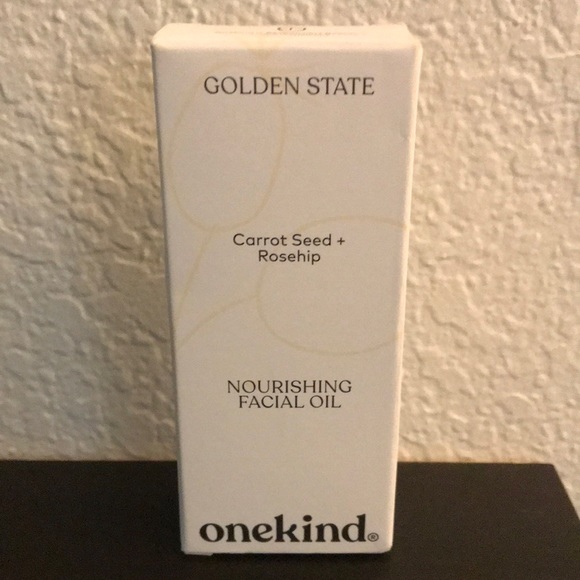 GOLDEN STATE
Carrot Seed +
Rosehip
NOURISHING
FACIAL OIL
onekind®